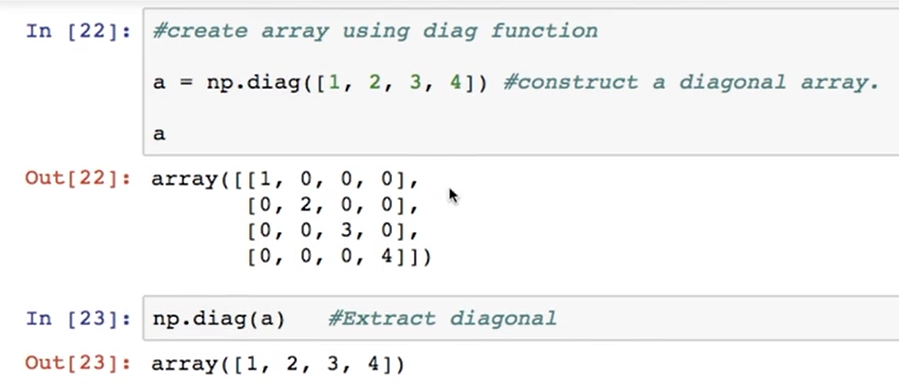 In [22]: #create array using diag function
a = np.diag([1, 2, 3, 4]) #construct a diagonal array.
a
Out[22]: array([[1, 0, 0, 0],
[0, 2, 0, 0],
[0, 0, 3, 0],
[0, 0, 0, 4]])
In [23]: np.diag(a) #Extract diagonal
Out[23]: array([1, 2, 3, 4])